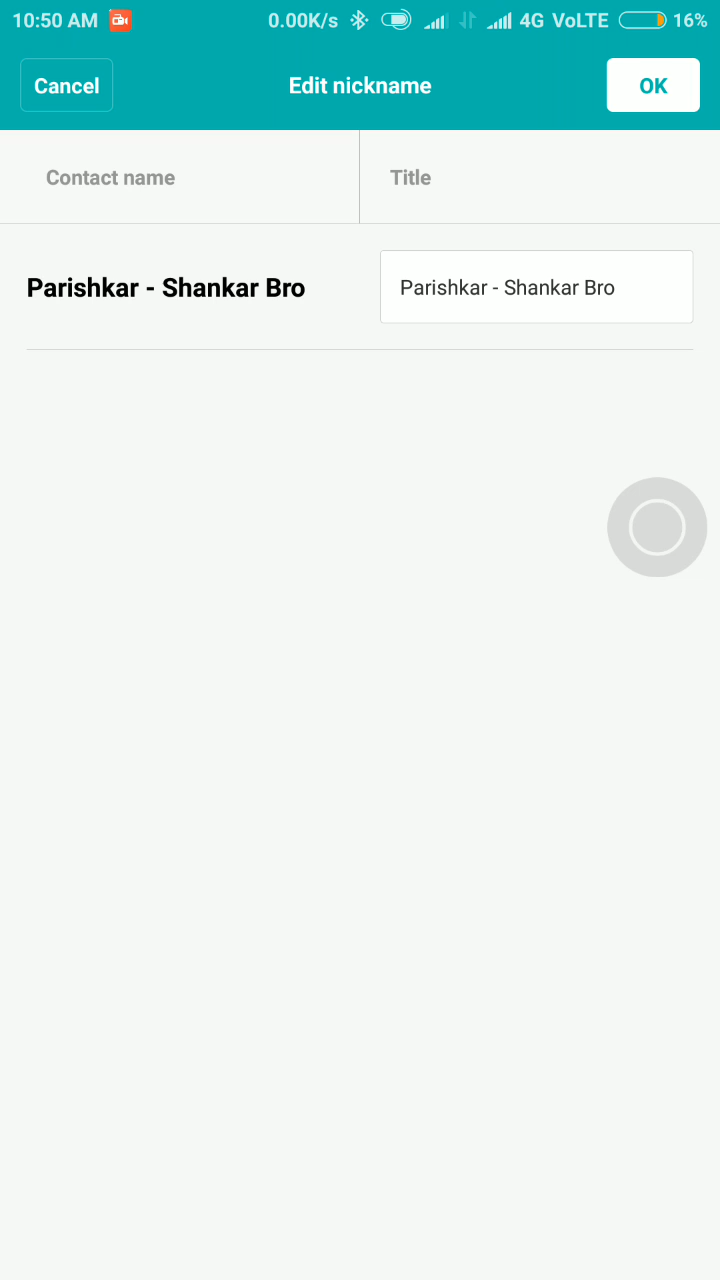 10:50 AM 0.00K/s 4G VoLTE 16%
Cancel Edit nickname OK
Contact name Title
Parishkar - Shankar Bro Parishkar - Shankar Bro